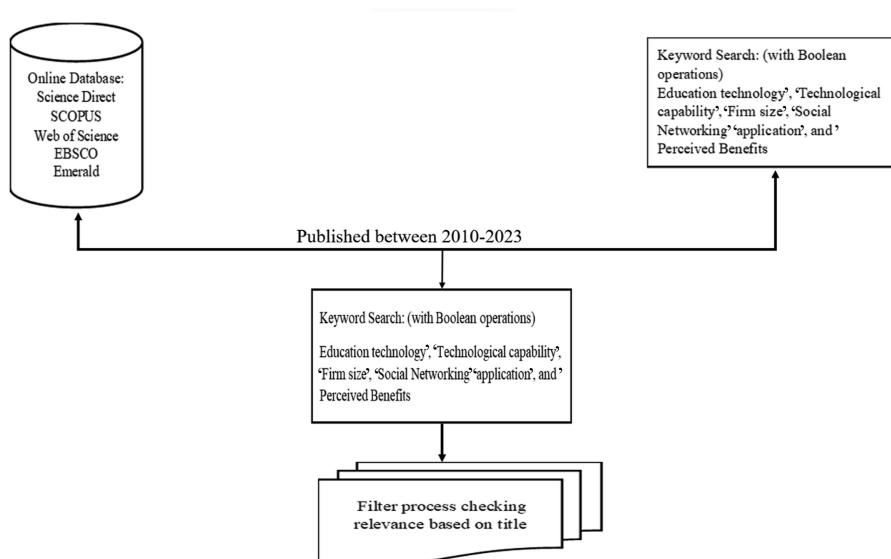 Online Database:
Science Direct
SCOPUS
Web of Science
EBSCO
Emerald
Keyword Search: (with Boolean
operations)
Education technology’, ‘Technological
capability’, ‘Firm size’, ‘Social
Networking’ ‘application’, and ’
Perceived Benefits
Published between 2010-2023
Keyword Search: (with Boolean operations)
Education technology’, ‘Technological capability’,
‘Firm size’, ‘Social Networking’ ‘application’, and ’
Perceived Benefits
Filter process checking
relevance based on title